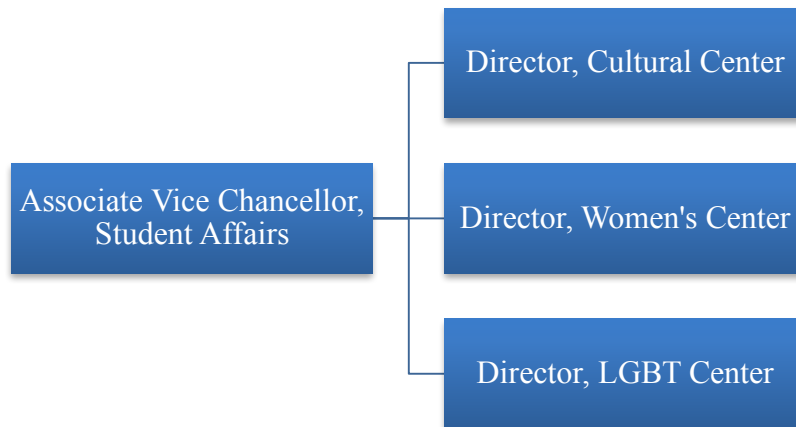 Director, Cultural Center
Associate Vice Chancellor,
Student Affairs
Director, Women's Center
Director, LGBT Center